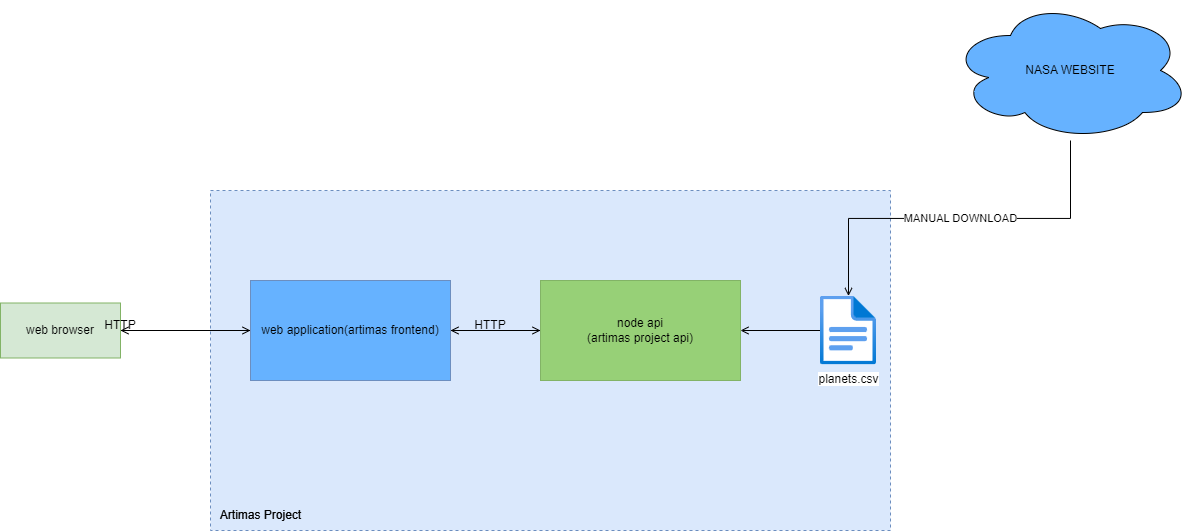 NASA WEBSITE
MANUAL DOWNLOAD
web browser
HTTP
web application(artimas frontend)
HTTP
node api
(artimas project api)
planets.csv
Artimas Project